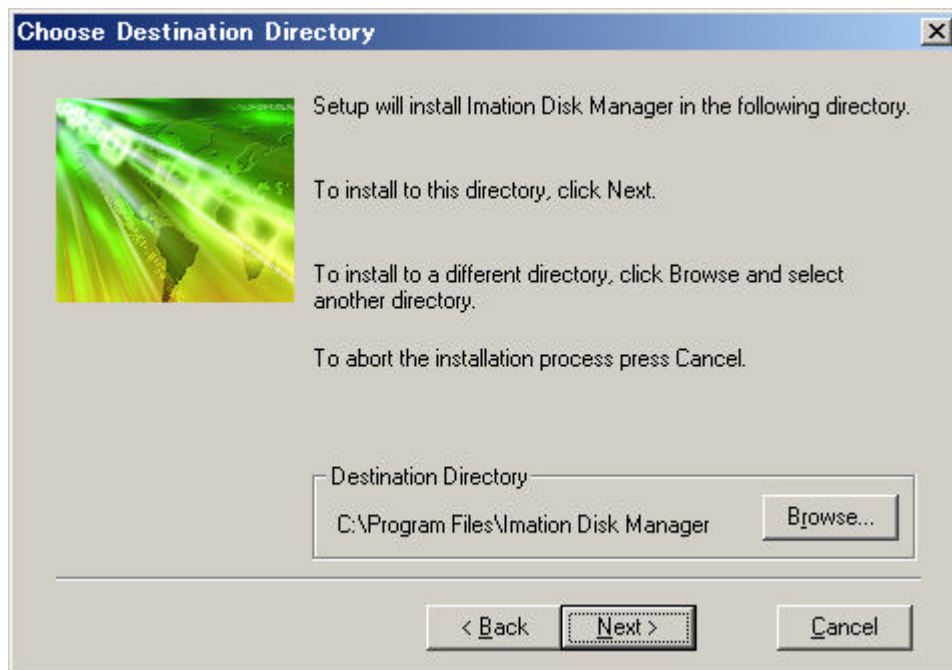 Choose Destination Directory
Setup will install Imation Disk Manager in the following directory.
To install to this directory, click Next.
To install to a different directory, click Browse and select
another directory.
To abort the installation process press Cancel.
Destination Directory
C:\Program Files\Imation Disk Manager
Browse...
< Back
Next >
Cancel